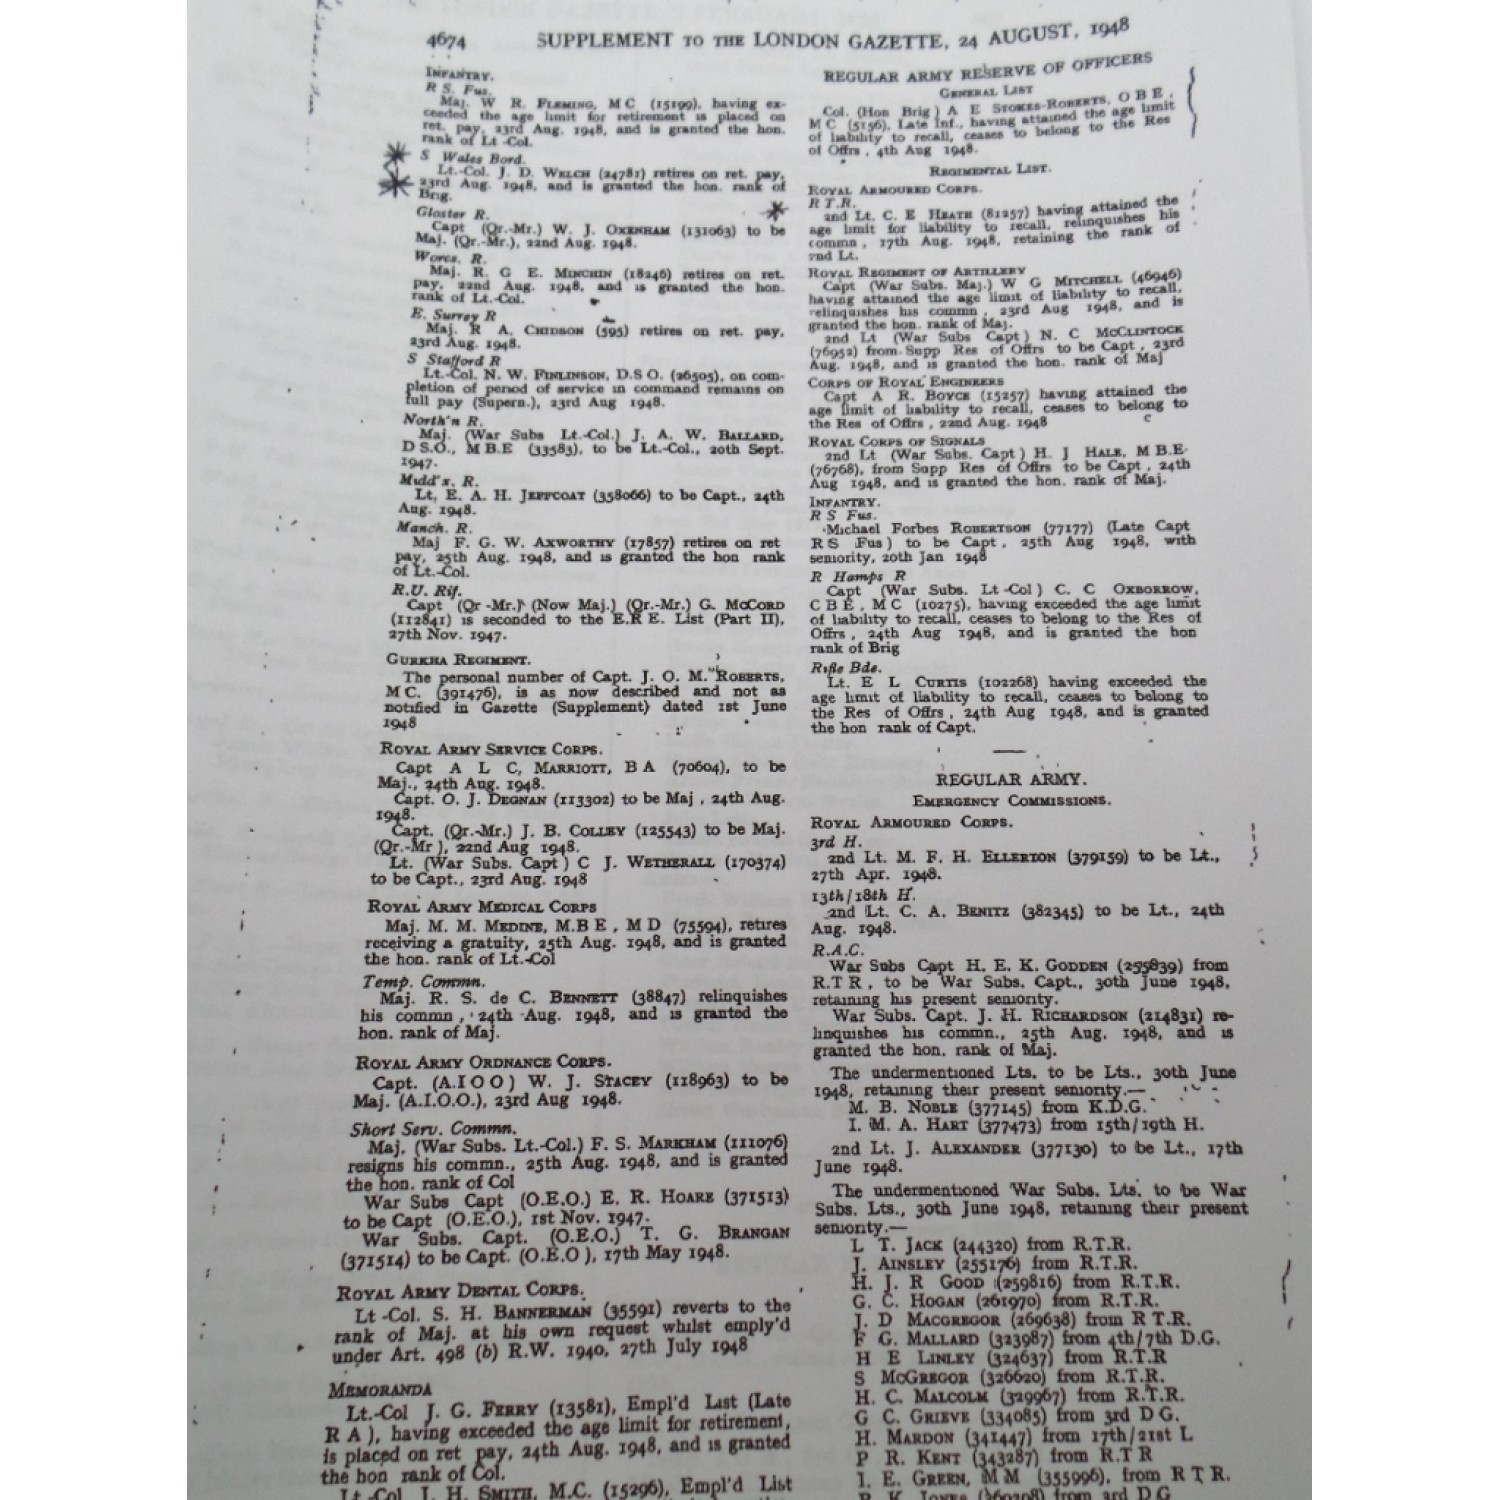 4674 SUPPLEMENT TO THE LONDON GAZETTE, 24 AUGUST, 1948
INFANTRY.
R S. Fus.
Maj. W R. FLEMING, M C (15199), having ex-
ceeded the age limit for retirement is placed on
ret. pay, 23rd Aug. 1948, and is granted the hon.
rank of Lt -Col.
S Wales Bord.
Lt.-Col. J. D. WELCH (24781) retires on ret. pay,
23rd Aug. 1948, and is granted the hon. rank of
Brig.
Gloster R.
Capt (Qr.-Mr.) W. J. OXENHAM (131063) to be
Maj. (Qr.-Mr.), 22nd Aug. 1948.
Worcs. R.
Maj. R. G E. MINCHIN (18246) retires on ret.
pay, 22nd Aug. 1948, and is granted the hon.
rank of Lt.-Col.
E. Surrey R
Maj. R A. CHIDSON (595) retires on ret. pay,
23rd Aug. 1948.
S Stafford R
Lt.-Col. N. W. FINLINSON, D.S O. (26505), on com-
pletion of period of service in command remains on
full pay (Supern.), 23rd Aug 1948.
North'n R.
Maj. (War Subs Lt.-Col.) J. A. W. BALLARD,
D S.O., M B.E (33583), to be Lt.-Col., 20th Sept.
1947.
Midd'x. R.
Lt, E. A. H. JEFFCOAT (358066) to be Capt., 24th
Aug. 1948.
Manch. R.
Maj F. G. W. AXWORTHY (17857) retires on ret
pay, 25th Aug. 1948, and is granted the hon rank
of Lt.-Col.
R.U. Rif.
Capt (Qr -Mr.) (Now Maj.) (Qr.-Mr.) G. MCCORD
(112841) is seconded to the E.R E. List (Part II),
27th Nov. 1947.
GURKHA REGIMENT.
The personal number of Capt. J. O. M. ROBERTS,
M C. (391476), is as now described and not as
notified in Gazette (Supplement) dated 1st June
1948
ROYAL ARMY SERVICE CORPS.
Capt A L C, MARRIOTT, B A (70604), to be
Maj., 24th Aug. 1948.
Capt. O. J. DEGNAN (113302) to be Maj , 24th Aug.
1948.
Capt. (Qr.-Mr.) J. B. COLLEY (125543) to be Maj.
(Qr.-Mr ), 22nd Aug 1948.
Lt. (War Subs. Capt ) C J. WETHERALL (170374)
to be Capt., 23rd Aug. 1948
ROYAL ARMY MEDICAL CORPS
Maj. M. M. MEDINE, M.B E , M D (75594), retires
receiving a gratuity, 25th Aug. 1948, and is granted
the hon. rank of Lt.-Col
Temp. Commn.
Maj. R. S. de C. BENNETT (38847) relinquishes
his commn , 24th Aug. 1948, and is granted the
hon. rank of Maj.
ROYAL ARMY ORDNANCE CORPS.
Capt. (A.I O O ) W. J. STACEY (118963) to be
Maj. (A.I.O.O.), 23rd Aug 1948.
Short Serv. Commn.
Maj. (War Subs. Lt.-Col.) F. S. MARKHAM (111076)
resigns his commn., 25th Aug. 1948, and is granted
the hon. rank of Col
War Subs Capt (O.E.O.) E. R. HOARE (371513)
to be Capt (O.E.O.), 1st Nov. 1947.
War Subs. Capt. (O.E.O.) T. G. BRANGAN
(371514) to be Capt. (O.E.O ), 17th May 1948.
ROYAL ARMY DENTAL CORPS.
Lt -Col. S. H. BANNERMAN (35591) reverts to the
rank of Maj. at his own request whilst emply'd
under Art. 498 (b) R.W. 1940, 27th July 1948
MEMORANDA
Lt.-Col J. G. FERRY (13581), Empl'd List (Late
R A ), having exceeded the age limit for retirement,
is placed on ret pay, 24th Aug. 1948, and is granted
the hon rank of Col.
Lt.-Col J. H. SMITH, M.C. (15296), Empl'd List
REGULAR ARMY RESERVE OF OFFICERS
GENERAL LIST
Col. (Hon Brig ) A E STOKES-ROBERTS, O B E ,
M C (5156), Late Inf., having attained the age limit
of liability to recall, ceases to belong to the Res
of Offrs , 4th Aug 1948.
REGIMENTAL LIST.
ROYAL ARMOURED CORPS.
R T.R.
2nd Lt. C. E HEATH (81257) having attained the
age limit for liability to recall, relinquishes his
commn , 17th Aug. 1948, retaining the rank of
2nd Lt.
ROYAL REGIMENT OF ARTILLERY
Capt (War Subs. Maj.) W G MITCHELL (46946)
having attained the age limit of liability to recall,
relinquishes his commn , 23rd Aug 1948, and is
granted the hon. rank of Maj.
2nd Lt (War Subs Capt ) N. C MCCLINTOCK
(76952) from Supp Res of Offrs to be Capt , 23rd
Aug. 1948, and is granted the hon. rank of Maj
CORPS OF ROYAL ENGINEERS
Capt A R. BOYCE (15257) having attained the
age limit of liability to recall, ceases to belong to
the Res of Offrs , 22nd Aug. 1948
ROYAL CORPS OF SIGNALS
2nd Lt (War Subs. Capt ) H. J HALE, M B.E
(76768), from Supp Res of Offrs to be Capt , 24th
Aug 1948, and is granted the hon. rank of Maj.
INFANTRY.
R S Fus.
Michael Forbes ROBERTSON (77177) (Late Capt
R S Fus ) to be Capt , 25th Aug 1948, with
seniority, 20th Jan 1948
R Hamps R
Capt (War Subs. Lt -Col ) C. C OXBORROW,
C B E , M C (10275), having exceeded the age limit
of liability to recall, ceases to belong to the Res of
Offrs , 24th Aug 1948, and is granted the hon
rank of Brig
Rifle Bde.
Lt. E L CURTIS (102268) having exceeded the
age limit of liability to recall, ceases to belong to
the Res of Offrs , 24th Aug 1948, and is granted
the hon rank of Capt.
REGULAR ARMY.
EMERGENCY COMMISSIONS.
ROYAL ARMOURED CORPS.
3rd H.
2nd Lt. M. F. H. ELLERTON (379159) to be Lt.,
27th Apr. 1948.
13th/18th H.
2nd Lt. C. A. BENITZ (382345) to be Lt., 24th
Aug. 1948.
R.A.C.
War Subs Capt H. E. K. GODDEN (255839) from
R.T R , to be War Subs. Capt., 30th June 1948,
retaining his present seniority.
War Subs. Capt. J. H. RICHARDSON (214831) re-
linquishes his commn., 25th Aug. 1948, and is
granted the hon. rank of Maj.
The undermentioned Lts. to be Lts., 30th June
1948, retaining their present seniority.—
M. B. NOBLE (377145) from K.D.G.
I. M. A. HART (377473) from 15th/19th H.
2nd Lt. J. ALEXANDER (377130) to be Lt., 17th
June 1948.
The undermentioned War Subs. Lts. to be War
Subs. Lts., 30th June 1948, retaining their present
seniority.—
L T. JACK (244320) from R.T.R.
J. AINSLEY (255176) from R.T.R.
H. J. R GOOD (259816) from R.T.R.
G. C. HOGAN (261970) from R.T.R.
J. D MACGREGOR (269638) from R T.R.
F G. MALLARD (323987) from 4th/7th D.G.
H E LINLEY (324637) from R.T.R
S MCGREGOR (326620) from R.T.R.
H. C. MALCOLM (329967) from R.T.R.
G C. GRIEVE (334085) from 3rd D G.
H. MARDON (341447) from 17th/21st L
P R. KENT (343287) from R.T R
I. E. GREEN, M M (355996), from R T R.
K. JONES (360208) from 3rd D G